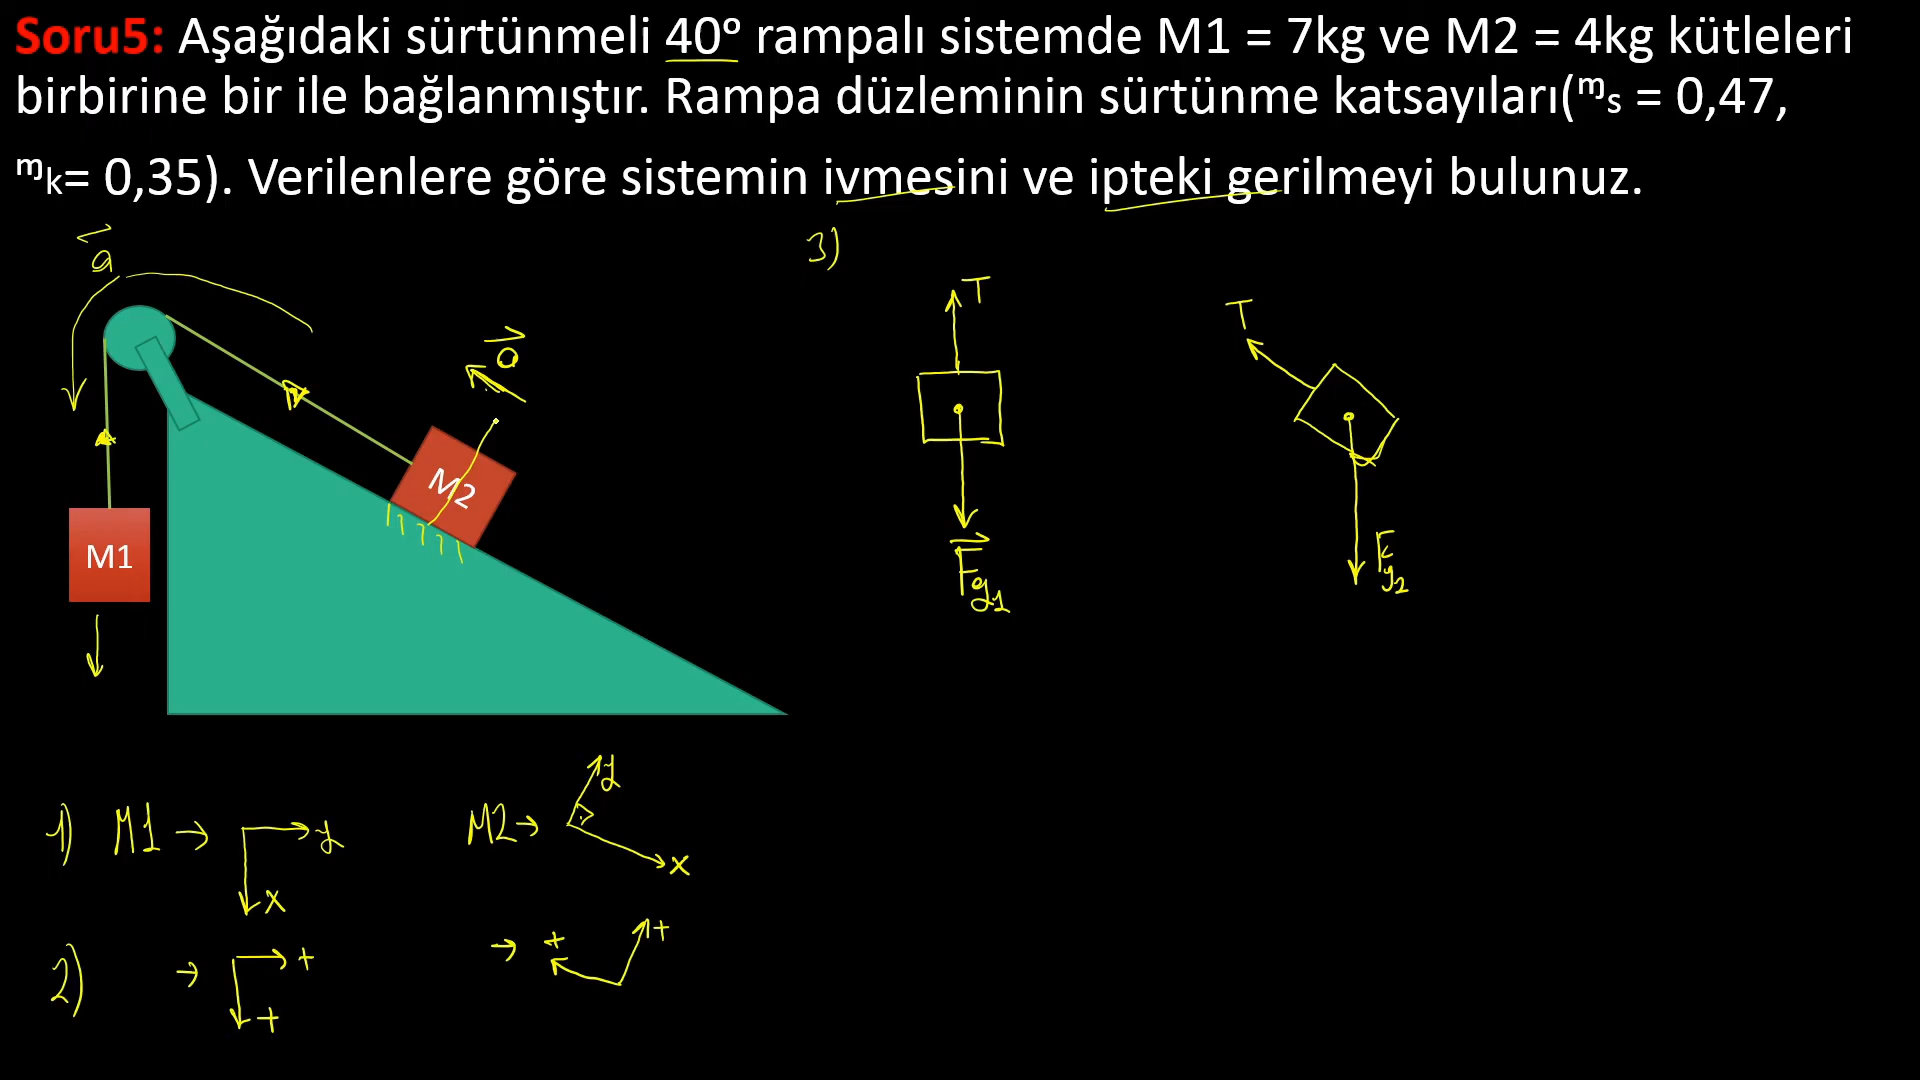 Soru5: Aşağıdaki sürtünmeli 40° rampalı sistemde M1 = 7kg ve M2 = 4kg kütleleri
birbirine bir ile bağlanmıştır. Rampa düzleminin sürtünme katsayıları(ᶬs = 0,47,
ᶬk= 0,35). Verilenlere göre sistemin ivmesini ve ipteki gerilmeyi bulunuz.
a
3)
T
T
a
M2
M1
Fg1
Fg2
1) M1 → y
x
M2 → y
x
2) → +
+
→ + +